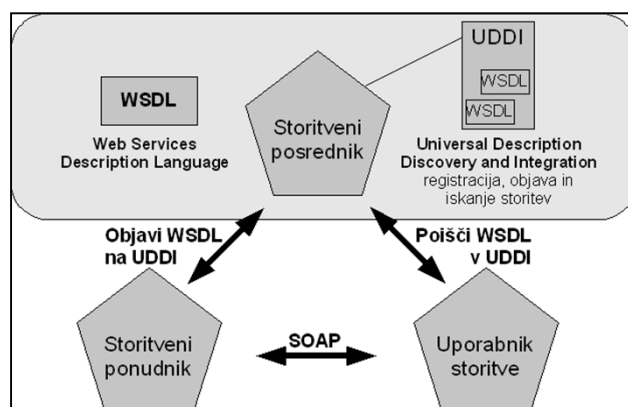 UDDI
WSDL
WSDL
WSDL
Storitveni
posrednik
Web Services
Description Language
Universal Description
Discovery and Integration
registracija, objava in
iskanje storitev
Objavi WSDL
na UDDI
Poišči WSDL
v UDDI
Storitveni
ponudnik
SOAP
Uporabnik
storitve